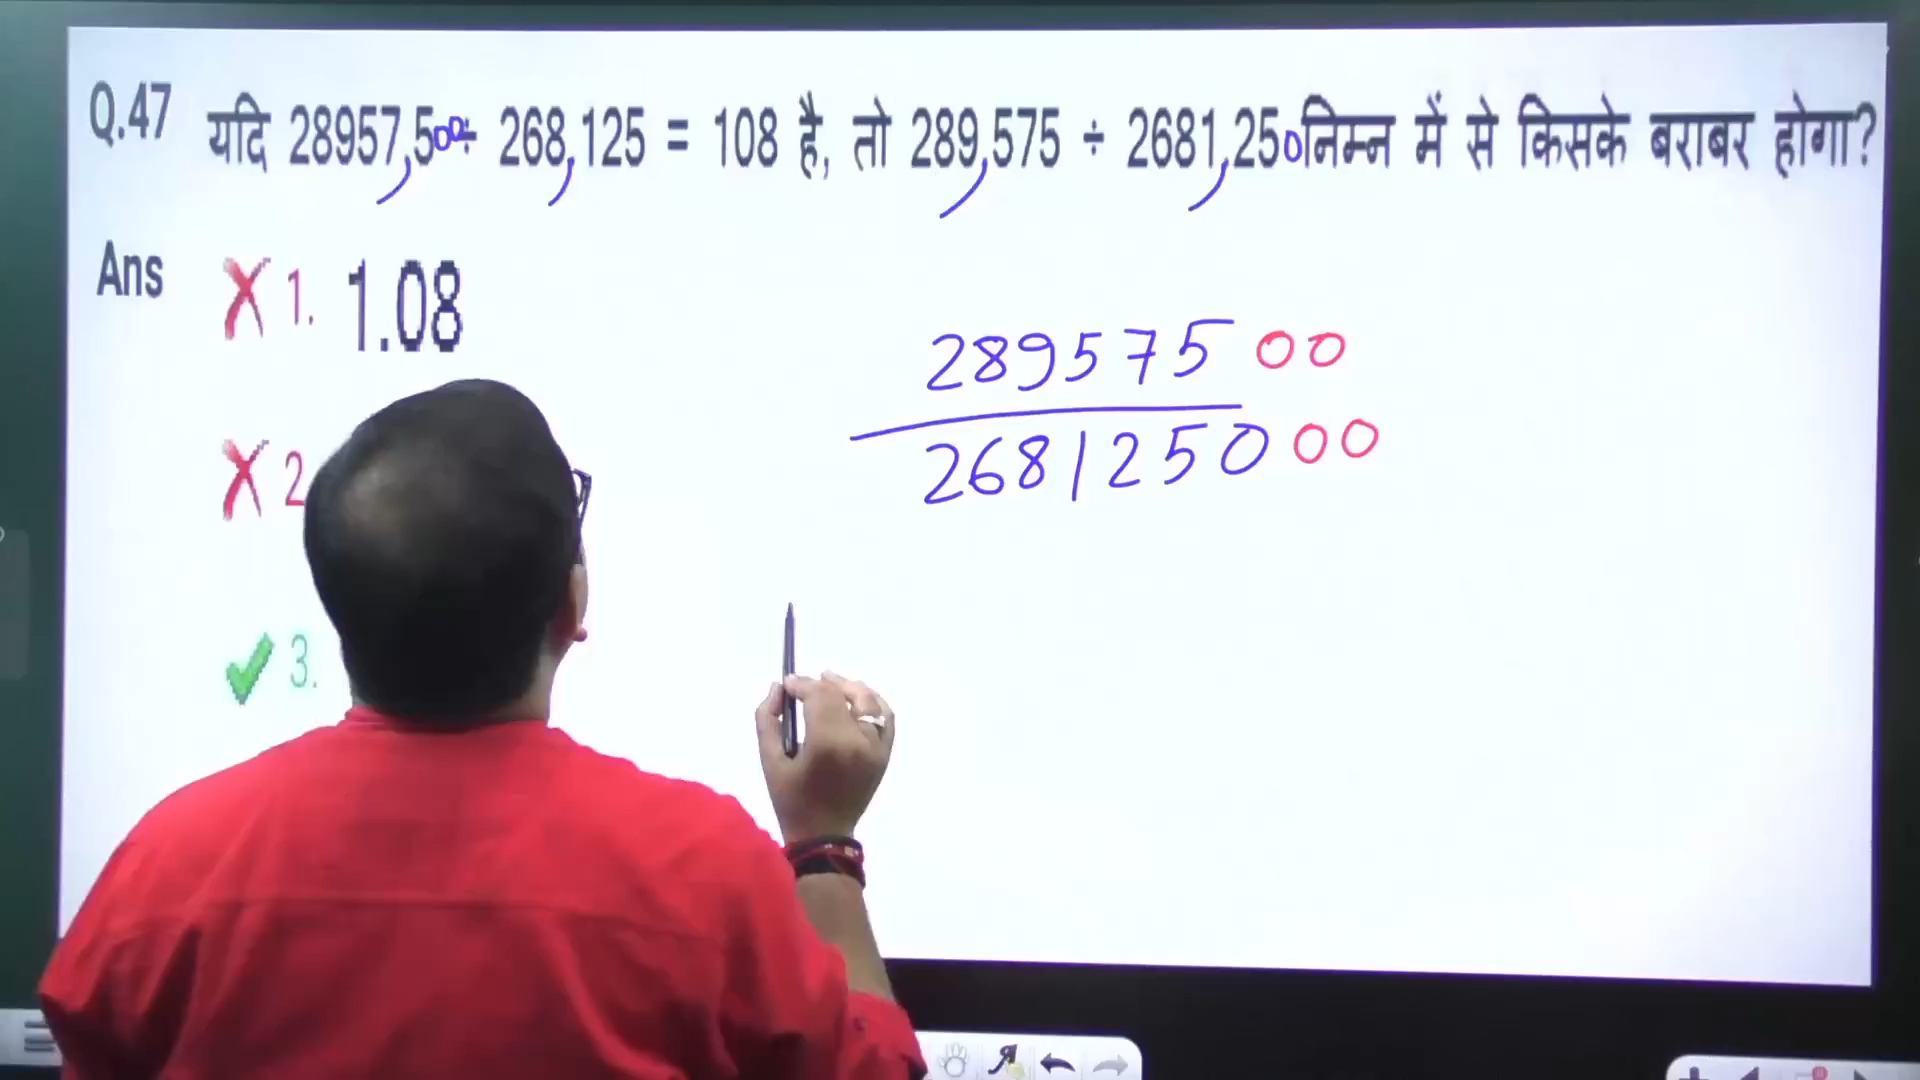 Q.47 यदि 28957,500÷ 268,125 = 108 है, तो 289,575 ÷ 2681,250 निम्न में से किसके बराबर होगा?
Ans
1. 1.08
28957500
268125000
2
3.